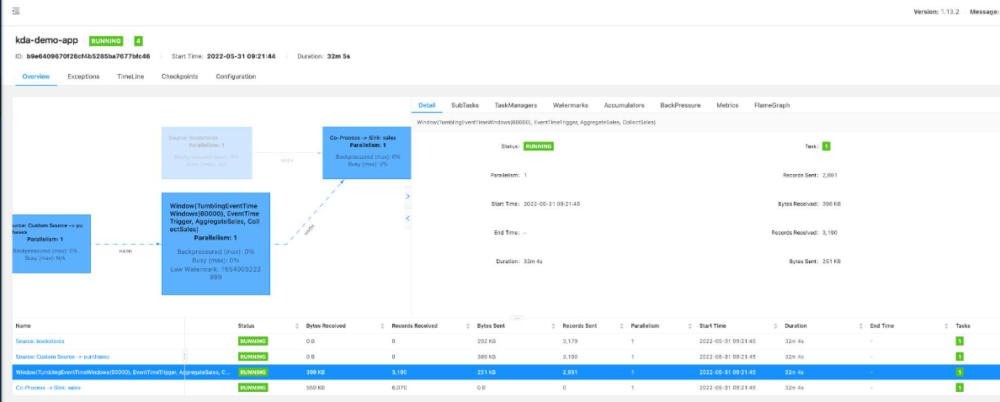 Version: 1.13.2 Message:
kda-demo-app RUNNING 4
ID: b9e6409670f28cf4b5285ba7677bfc46 Start Time: 2022-05-31 09:21:44 Duration: 32m 5s
Overview Exceptions TimeLine Checkpoints Configuration
Detail SubTasks TaskManagers Watermarks Accumulators BackPressure Metrics FlameGraph
Window(TumblingEventTimeWindows(60000), EventTimeTrigger, AggregateSales, CollectSales)
Source: bookstores
Parallelism: 1
Backpressured (max): 0%
Busy (max): N/A
HASH
Co-Process -> Sink: sales
Parallelism: 1
Backpressured (max): 0%
Busy (max): 0%
ource: Custom Source -> pu
hases
Parallelism: 1
Backpressured (max): 0%
Busy (max): N/A
HASH
Window(TumblingEventTime
Windows(60000), EventTime
Trigger, AggregateSales, Coll
ectSales)
Parallelism: 1
Backpressured (max): 0%
Busy (max): 0%
Low Watermark: 1654005222
999
HASH
Status: RUNNING Task: 1
Parallelism: 1 Records Sent: 2,891
Start Time: 2022-05-31 09:21:45 Bytes Received: 398 KB
End Time: - Records Received: 3,190
Duration: 32m 4s Bytes Sent: 251 KB
Name Status Bytes Received Records Received Bytes Sent Records Sent Parallelism Start Time Duration End Time Tasks
Source: bookstores RUNNING 0 B 0 292 KB 3,179 1 2022-05-31 09:21:45 32m 4s - 1
Source: Custom Source -> purchases RUNNING 0 B 0 389 KB 3,190 1 2022-05-31 09:21:45 32m 4s - 1
Window(TumblingEventTimeWindows(60000), EventTimeTrigger, AggregateSales, C... RUNNING 398 KB 3,190 251 KB 2,891 1 2022-05-31 09:21:45 32m 4s - 1
Co-Process -> Sink: sales RUNNING 559 KB 6,070 0 B 0 1 2022-05-31 09:21:45 32m 4s - 1